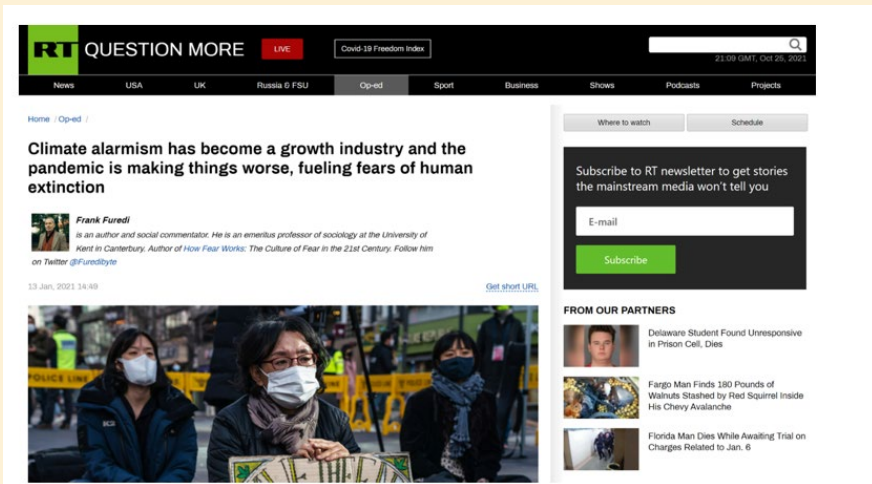 RT QUESTION MORE LIVE Covid-19 Freedom Index
21:09 GMT, Oct 25, 2021
News USA UK Russia & FSU Op-ed Sport Business Shows Podcasts Projects
Home / Op-ed /
Climate alarmism has become a growth industry and the
pandemic is making things worse, fueling fears of human
extinction
Frank Furedi
is an author and social commentator. He is an emeritus professor of sociology at the University of
Kent in Canterbury. Author of How Fear Works: The Culture of Fear in the 21st Century. Follow him
on Twitter @Furedibyte
13 Jan, 2021 14:49
Get short URL
POLICE LINE
Where to watch Schedule
Subscribe to RT newsletter to get stories
the mainstream media won't tell you
E-mail
Subscribe
FROM OUR PARTNERS
Delaware Student Found Unresponsive
in Prison Cell, Dies
Fargo Man Finds 180 Pounds of
Walnuts Stashed by Red Squirrel Inside
His Chevy Avalanche
Florida Man Dies While Awaiting Trial on
Charges Related to Jan. 6